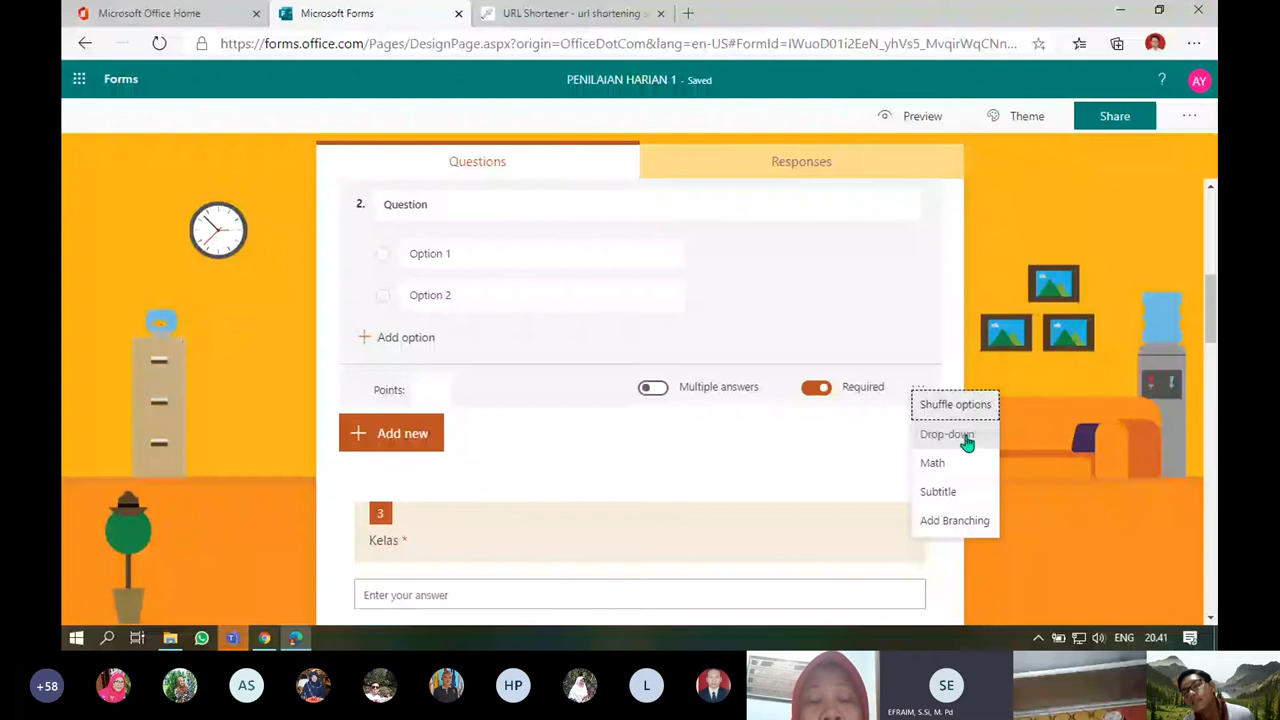 Microsoft Office Home
Microsoft Forms
URL Shortener - url shartening s
https://forms.office.com/Pages/DesignPage.aspx?origin=OfficeDotCom&lang=en-US#FormId=IWuoD01i2EeN_yhVs5_MvqirWqCNn...
Forms
PENILAIAN HARIAN 1 - Saved
?
AY
Preview
Theme
Share
Questions
Responses
2. Question
Option 1
Option 2
Add option
Points:
Multiple answers
Required
Shuffle options
Drop-down
Math
Subtitle
Add Branching
Add new
3
Kelas *
Enter your answer
ENG
20.41
+58
AS
HP
L
SE
EFRAIM, S.Si, M. Pd